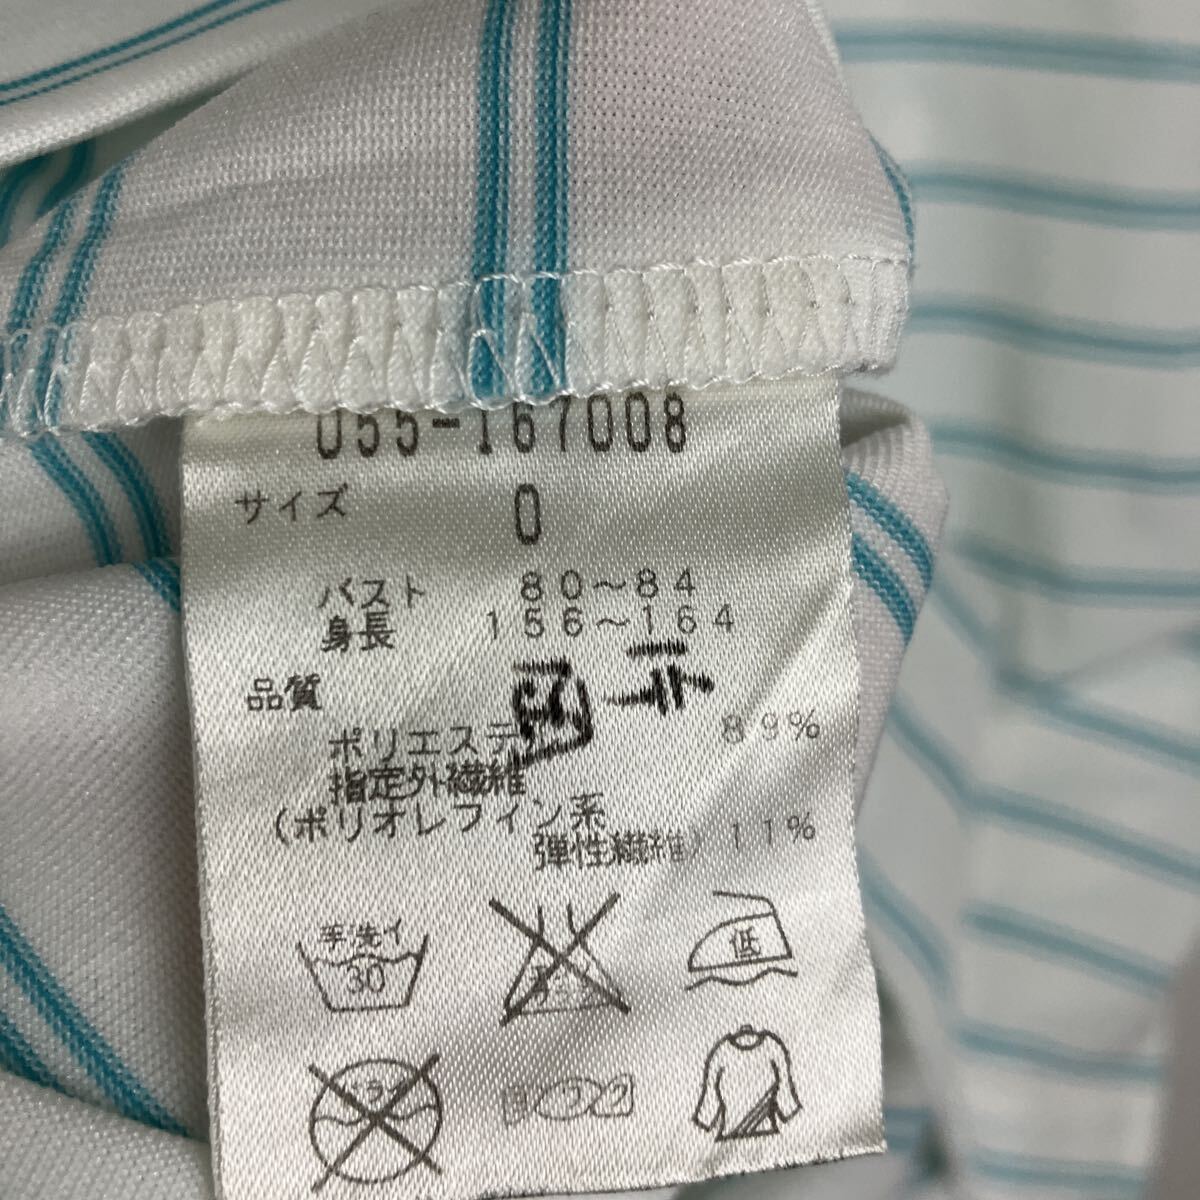 055-167008
サイズ 0
バスト 80～84
身長 156～164
品質
ポリエステル 89%
指定外繊維
(ポリオレフィン系
弾性繊維) 11%
手洗イ
30
低